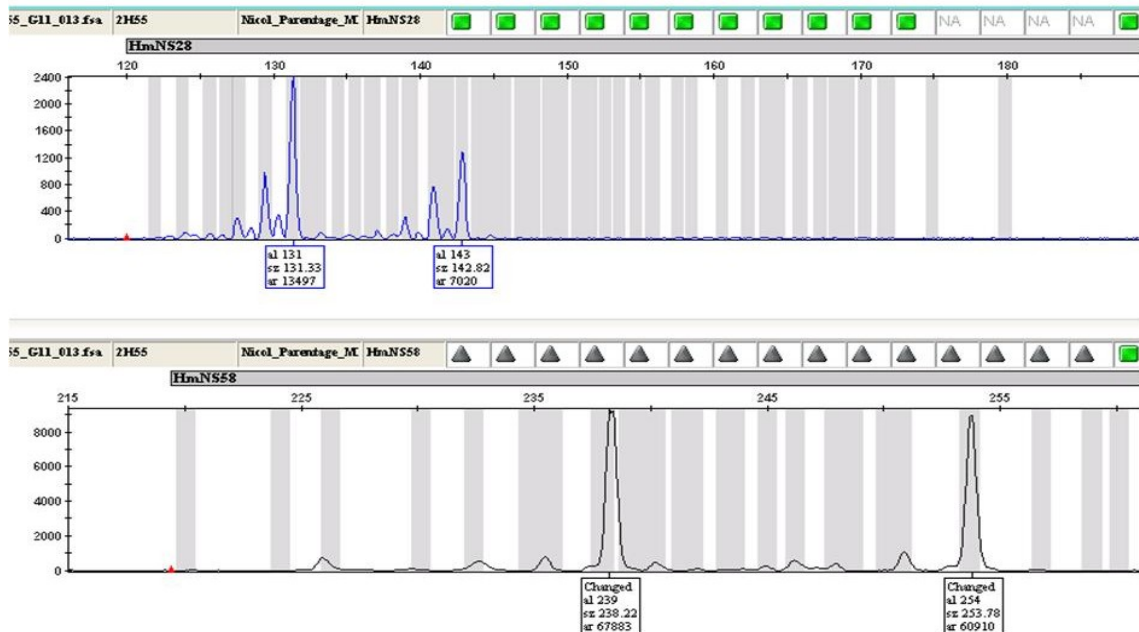 5_G11_013.fsa 2H55 Nicol_Parentage_M HmNS28 NA NA NA NA
HmNS28
120 130 140 150 160 170 180
2400
2000
1600
1200
800
400
0
al 131
sz 131.33
ar 13497
al 143
sz 142.82
ar 7020
5_G11_013.fsa 2H55 Nicol_Parentage_M HmNS58
HmNS58
215 225 235 245 255
8000
6000
4000
2000
0
Changed
al 239
sz 238.22
ar 67883
Changed
al 254
sz 253.78
ar 60910